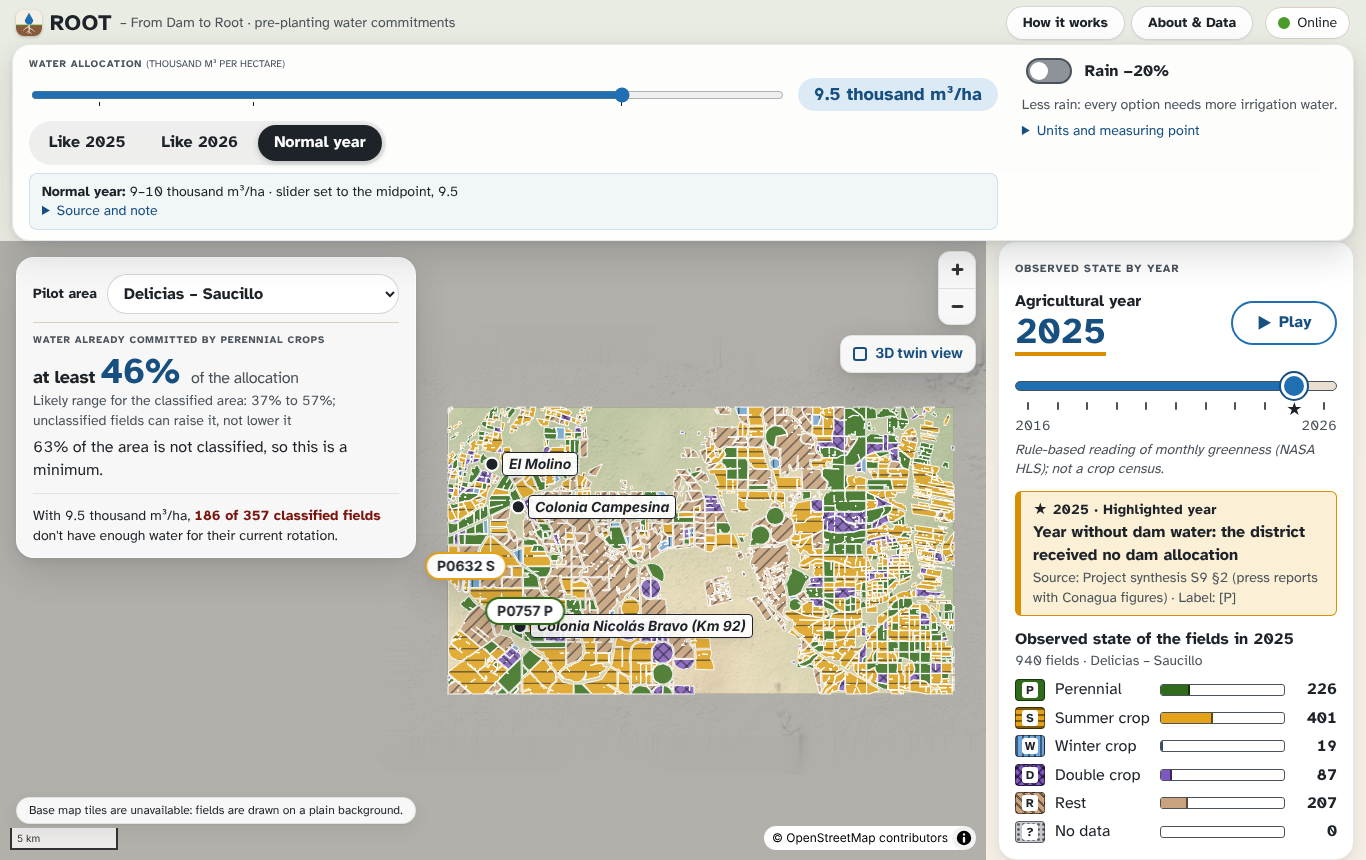 ROOT – From Dam to Root · pre-planting water commitments
How it works
About & Data
Online
WATER ALLOCATION (THOUSAND M³ PER HECTARE)
9.5 thousand m³/ha
Like 2025
Like 2026
Normal year
Normal year: 9–10 thousand m³/ha · slider set to the midpoint, 9.5
Source and note
Rain −20%
Less rain: every option needs more irrigation water.
Units and measuring point
Pilot area
Delicias – Saucillo
WATER ALREADY COMMITTED BY PERENNIAL CROPS
at least 46% of the allocation
Likely range for the classified area: 37% to 57%;
unclassified fields can raise it, not lower it
63% of the area is not classified, so this is a
minimum.
With 9.5 thousand m³/ha, 186 of 357 classified fields
don't have enough water for their current rotation.
+
−
3D twin view
El Molino
Colonia Campesina
P0632 S
P0757 P
Colonia Nicolás Bravo (Km 92)
Base map tiles are unavailable: fields are drawn on a plain background.
5 km
© OpenStreetMap contributors
OBSERVED STATE BY YEAR
Agricultural year
2025
Play
★
2016
2026
Rule-based reading of monthly greenness (NASA
HLS); not a crop census.
★ 2025 · Highlighted year
Year without dam water: the district
received no dam allocation
Source: Project synthesis S9 §2 (press reports
with Conagua figures) · Label: [P]
Observed state of the fields in 2025
940 fields · Delicias – Saucillo
P Perennial 226
S Summer crop 401
W Winter crop 19
D Double crop 87
R Rest 207
? No data 0